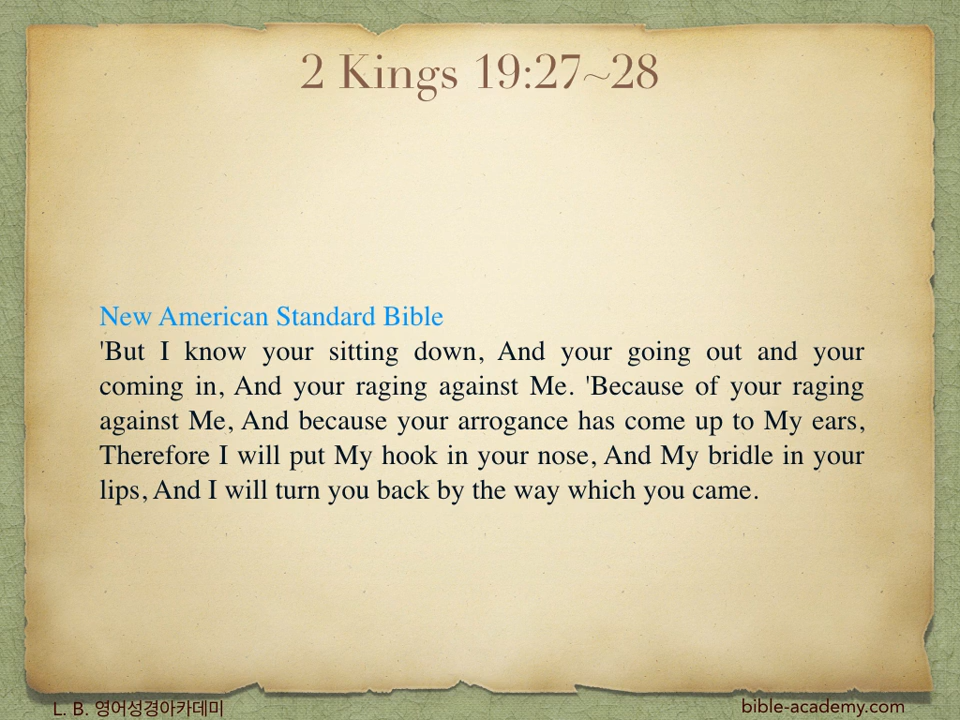 2 Kings 19:27~28
New American Standard Bible
'But I know your sitting down, And your going out and your
coming in, And your raging against Me. 'Because of your raging
against Me, And because your arrogance has come up to My ears,
Therefore I will put My hook in your nose, And My bridle in your
lips, And I will turn you back by the way which you came.
L. B. 영어성경아카데미
bible-academy.com